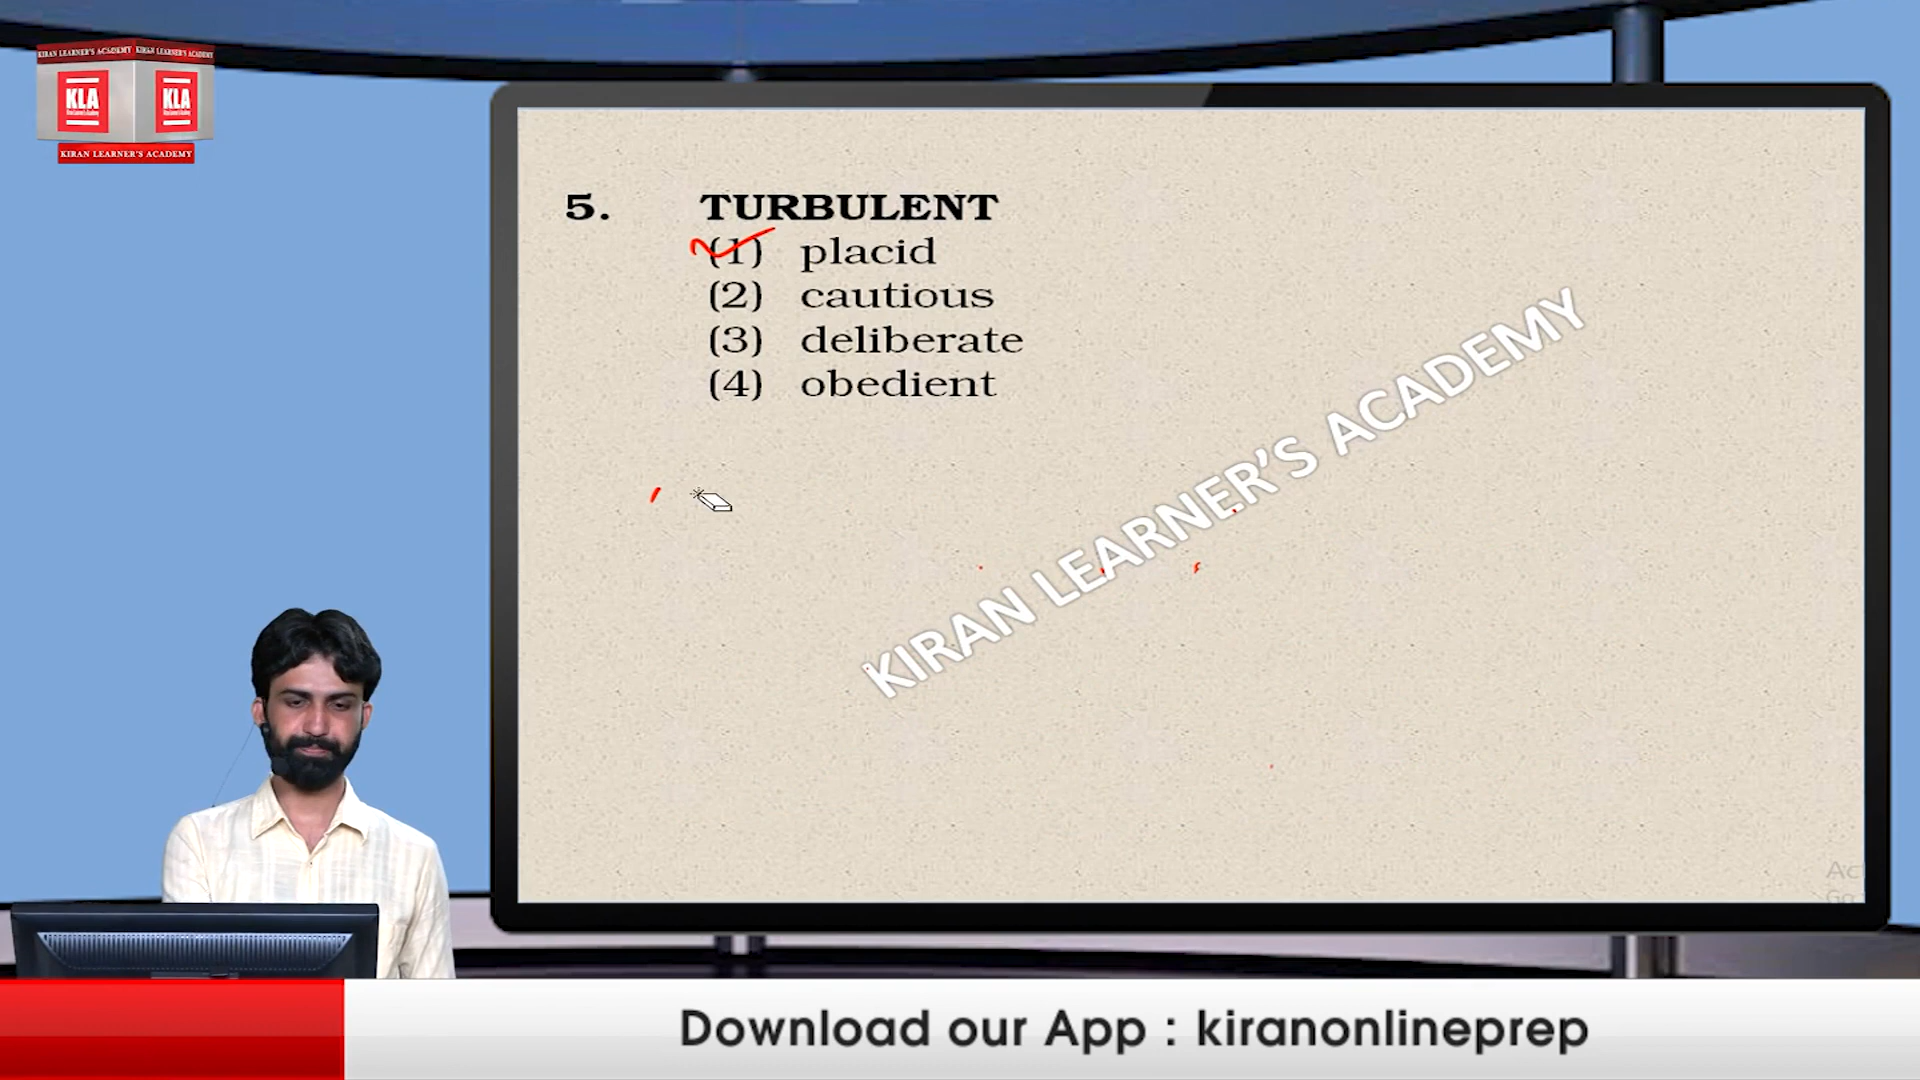 KIRAN LEARNER'S ACADEMY KIRAN LEARNER'S ACADEMY
KLA KLA
KIRAN LEARNER'S ACADEMY
5. TURBULENT
(1) placid
(2) cautious
(3) deliberate
(4) obedient
KIRAN LEARNER'S ACADEMY
Download our App : kiranonlineprep